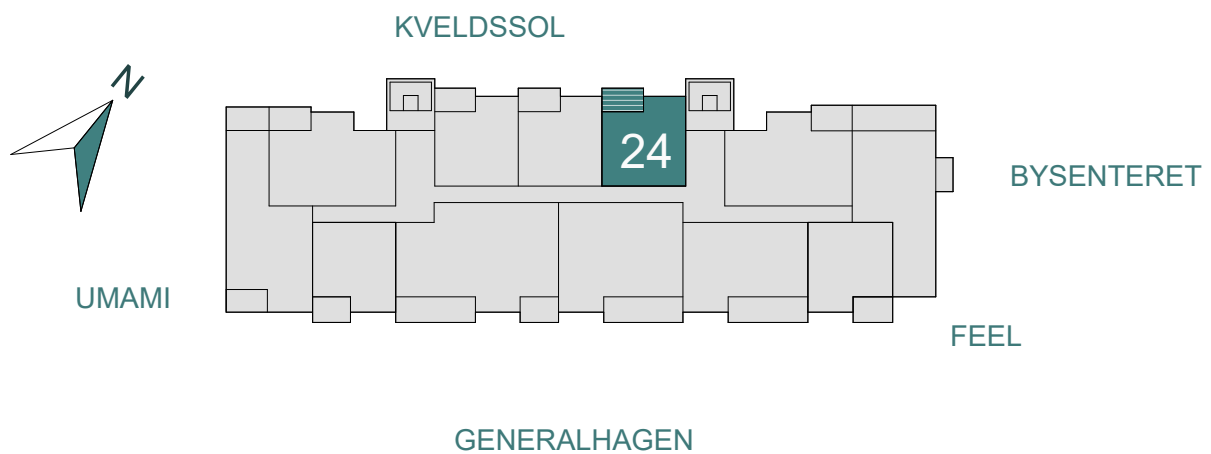 KVELDSSOL
N
24
BYSENTERET
UMAMI
FEEL
GENERALHAGEN